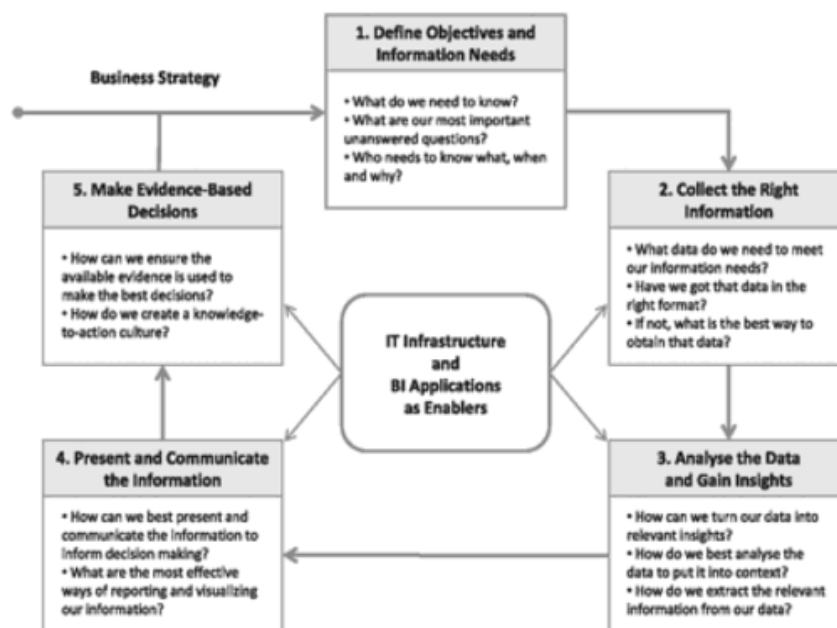 1. Define Objectives and
Information Needs
• What do we need to know?
• What are our most important
unanswered questions?
• Who needs to know what, when
and why?
Business Strategy
2. Collect the Right
Information
• What data do we need to meet
our information needs?
• Have we got that data in the
right format?
• If not, what is the best way to
obtain that data?
3. Analyse the Data
and Gain Insights
• How can we turn our data into
relevant insights?
• How do we best analyse the
data to put it into context?
• How do we extract the relevant
information from our data?
4. Present and Communicate
the Information
• How can we best present and
communicate the information to
inform decision making?
• What are the most effective
ways of reporting and visualizing
our information?
5. Make Evidence-Based
Decisions
• How can we ensure the
available evidence is used to
make the best decisions?
• How do we create a knowledge-
to-action culture?
IT Infrastructure
and
BI Applications
as Enablers